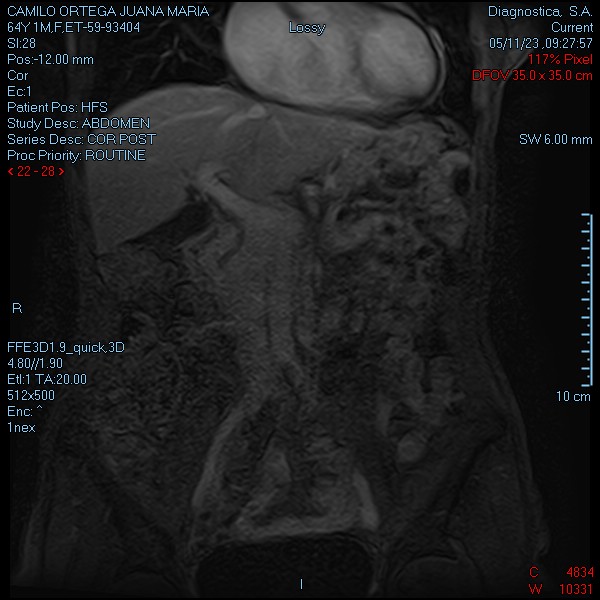 CAMILO ORTEGA JUANA MARIA
64Y 1M,F,ET-59-93404
SI:28
Pos:-12.00 mm
Cor
Ec:1
Patient Pos: HFS
Study Desc: ABDOMEN
Series Desc: COR POST
Proc Priority: ROUTINE
< 22 - 28 >
Lossy
Diagnostica, S.A.
Current
05/11/23 ,09:27:57
117% Pixel
DFOV 35.0 x 35.0 cm
SW 6.00 mm
R
10 cm
FFE3D1.9_quick,3D
4.80//1.90
Etl:1 TA:20.00
512x500
Enc: ^
1nex
I
C 4834
W 10331